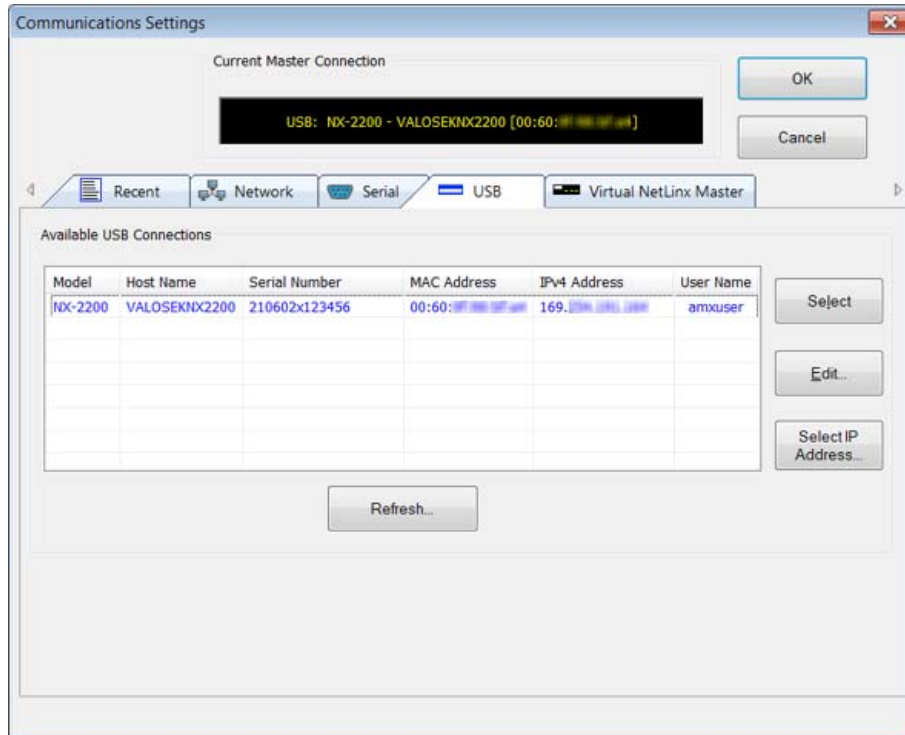 Communications Settings
Current Master Connection
OK
USB: NX-2200 - VALOSEKNX2200 [00:60: ]
Cancel
Recent Network Serial USB Virtual NetLinx Master
Available USB Connections
Model Host Name Serial Number MAC Address IPv4 Address User Name
NX-2200 VALOSEKNX2200 210602x123456 00:60: 169. amxuser
Select
Edit...
Select IP
Address...
Refresh...